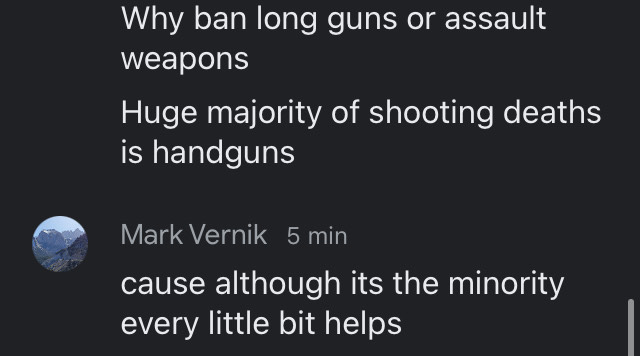 Why ban long guns or assault
weapons
Huge majority of shooting deaths
is handguns
Mark Vernik 5 min
cause although its the minority
every little bit helps